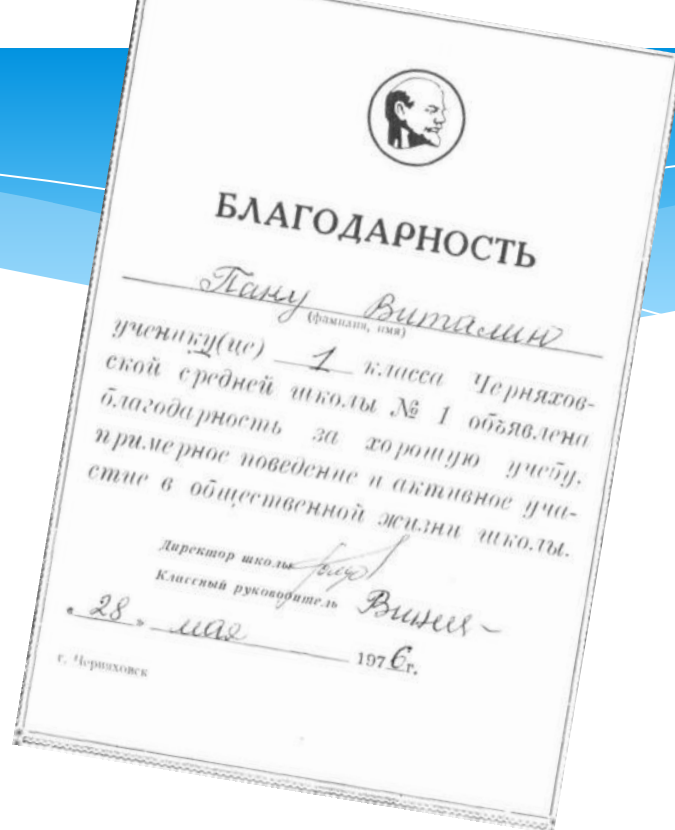 БЛАГОДАРНОСТЬ
Пану Виталию
(фамилия, имя)
ученику(це) 1 класса Черняхов-
ской средней школы № 1 объявлена
благодарность за хорошую учебу,
примерное поведение и активное уча-
стие в общественной жизни школы.
Директор школы
Классный руководитель
« 28 » мая 1976 г.
г. Черняховск